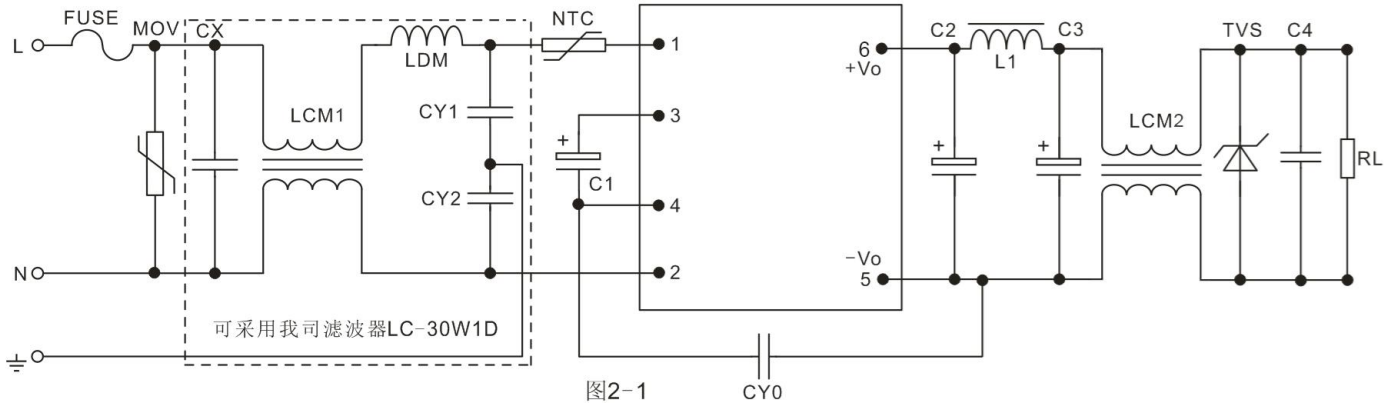 FUSE
MOV
CX
NTC
L
LDM
1
6
+Vo
C2
L1
C3
TVS
C4
LCM1
CY1
3
+
C1
+
+
LCM2
RL
CY2
4
N
2
-Vo
5
可采用我司滤波器LC-30W1D
图2-1
CY0